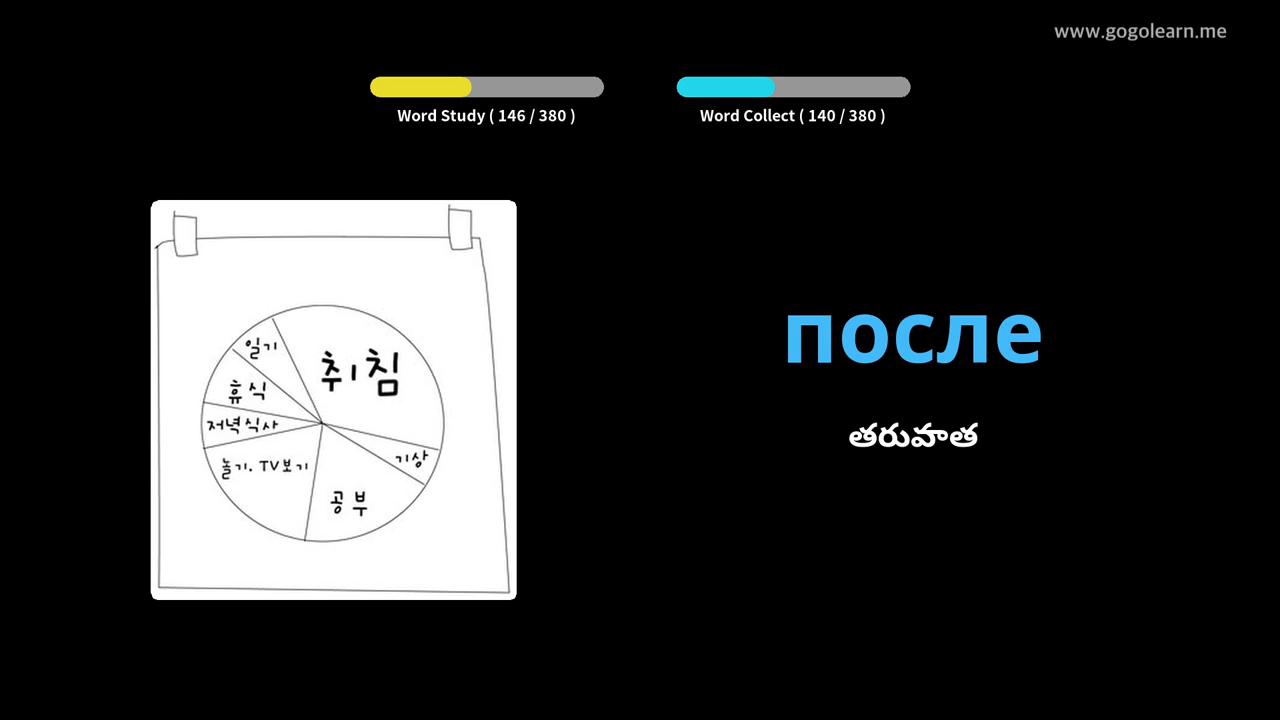 www.gogolearn.me
Word Study ( 146 / 380 )
Word Collect ( 140 / 380 )
일기
취침
휴식
저녁식사
놀기. TV보기
기상
공부
после
తరువాత